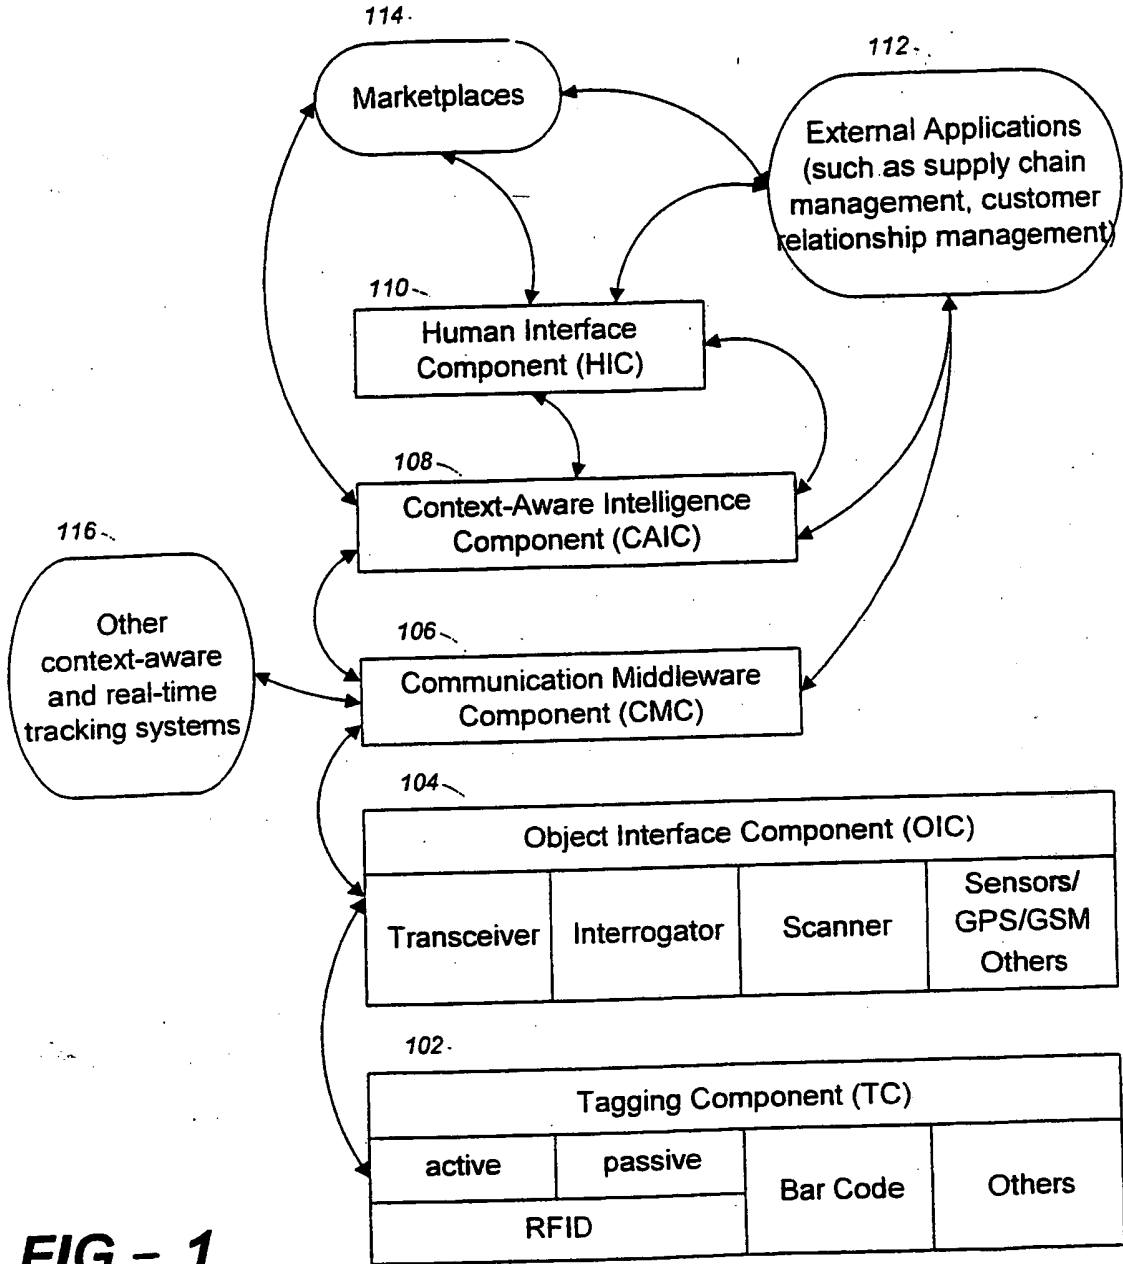 114
Marketplaces
112
External Applications
(such as supply chain
management, customer
relationship management)
110
Human Interface
Component (HIC)
108
Context-Aware Intelligence
Component (CAIC)
116
Other
context-aware
and real-time
tracking systems
106
Communication Middleware
Component (CMC)
104
Object Interface Component (OIC)
Transceiver
Interrogator
Scanner
Sensors/
GPS/GSM
Others
102
Tagging Component (TC)
active
passive
RFID
Bar Code
Others
FIG - 1